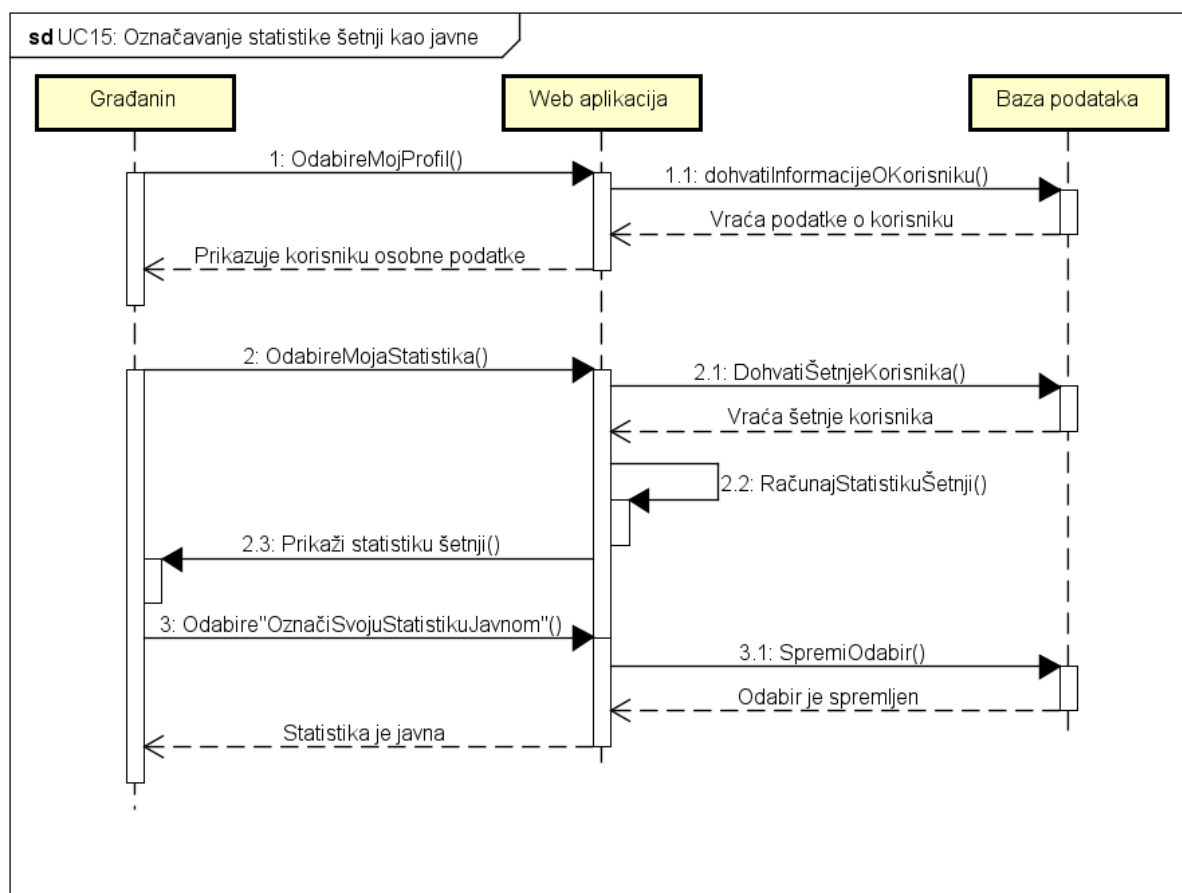 sd UC15: Označavanje statistike šetnji kao javne
Građanin
Web aplikacija
Baza podataka
1: OdabireMojProfil()
1.1: dohvatiInformacijeOKorisniku()
Vraća podatke o korisniku
Prikazuje korisniku osobne podatke
2: OdabireMojaStatistika()
2.1: DohvatiŠetnjeKorisnika()
Vraća šetnje korisnika
2.2: RačunajStatistikuŠetnji()
2.3: Prikaži statistiku šetnji()
3: Odabire"OznačiSvojuStatistikuJavnom"()
3.1: SpremiOdabir()
Odabir je spremljen
Statistika je javna